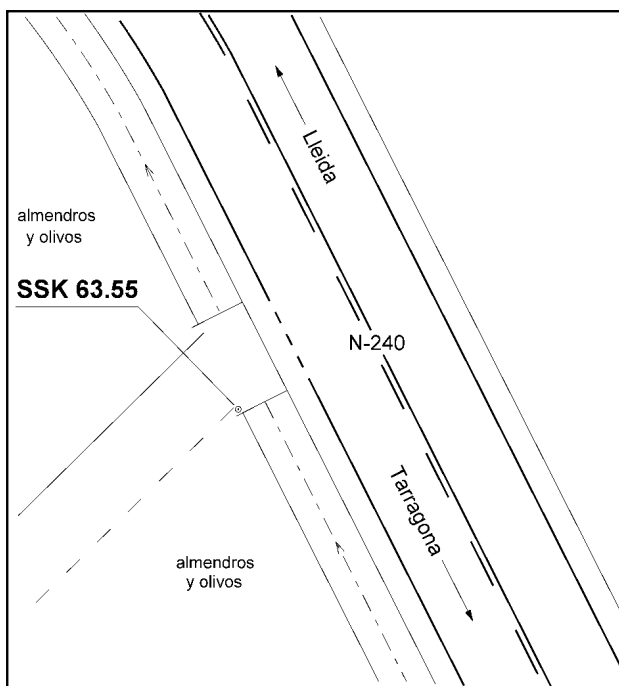 Lleida
almendros
y olivos
SSK 63.55
N-240
Tarragona
almendros
y olivos